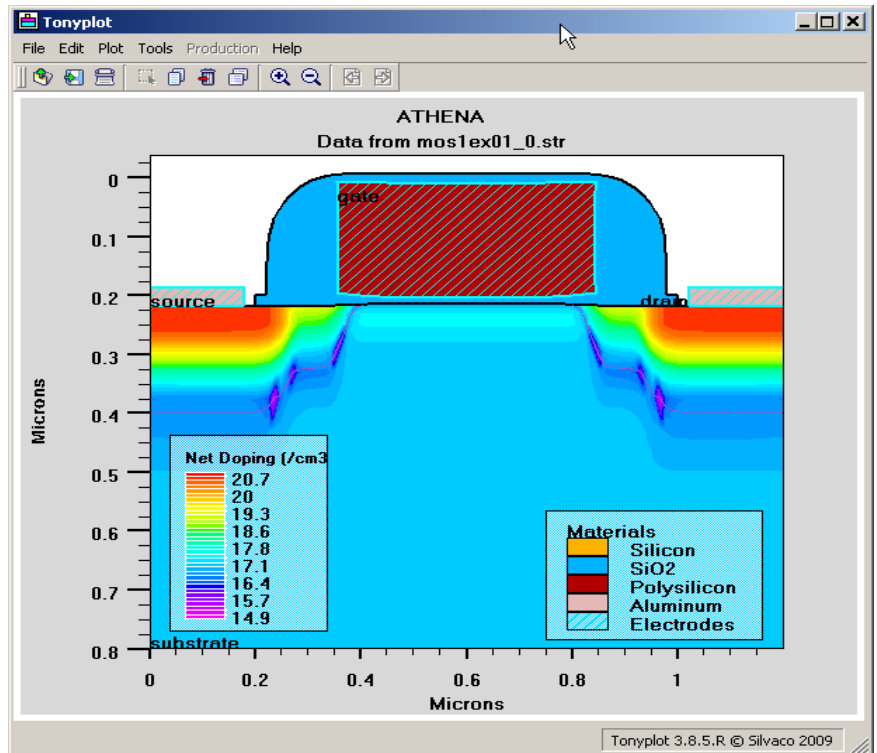 Tonyplot
File Edit Plot Tools Production Help
ATHENA
Data from mos1ex01_0.str
0
0.1
0.2
0.3
0.4
0.5
0.6
0.7
0.8
Microns
gate
source
drain
Net Doping (/cm3
20.7
20
19.3
18.6
17.8
17.1
16.4
15.7
14.9
Materials
Silicon
SiO2
Polysilicon
Aluminum
Electrodes
substrate
0 0.2 0.4 0.6 0.8 1
Microns
Tonyplot 3.8.5.R © Silvaco 2009